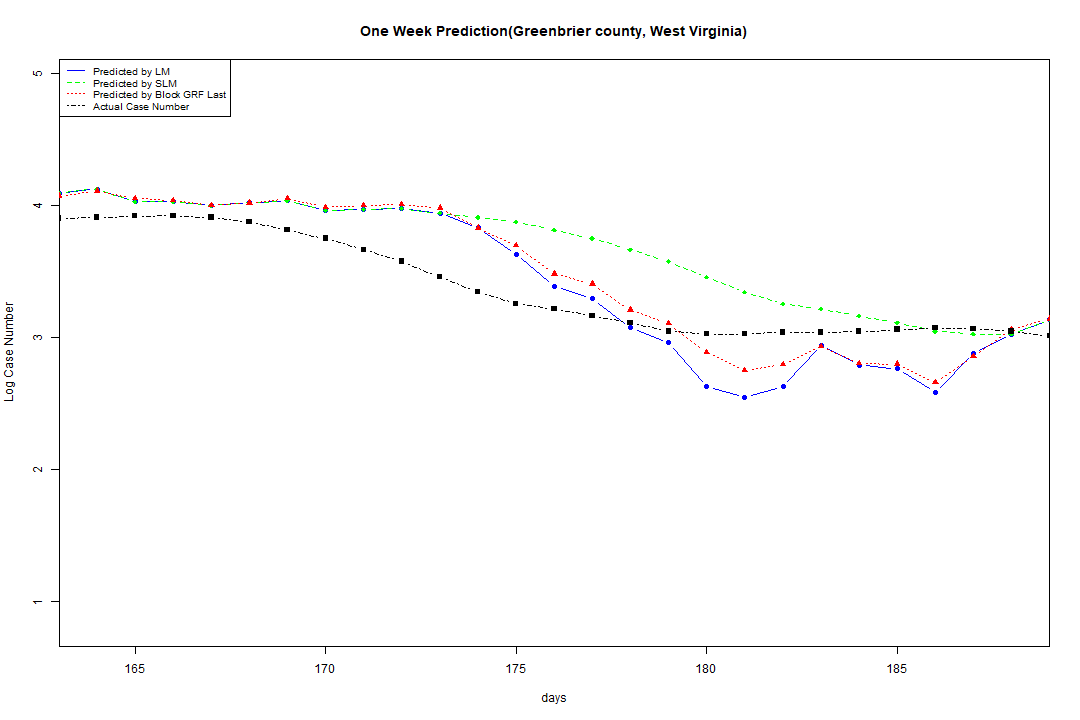 One Week Prediction(Greenbrier county, West Virginia)
Predicted by LM
Predicted by SLM
Predicted by Block GRF Last
Actual Case Number
Log Case Number
5
4
3
2
1
165 170 175 180 185
days